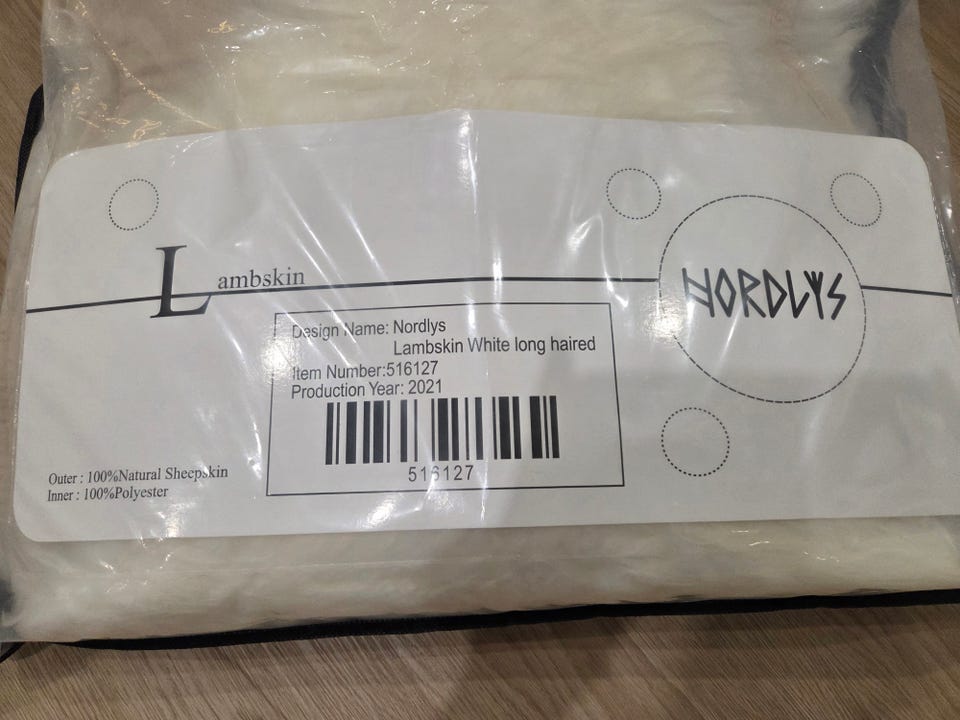 Lambskin
NORDLYS
Design Name: Nordlys
Lambskin White long haired
Item Number:516127
Production Year: 2021
516127
Outer : 100%Natural Sheepskin
Inner : 100%Polyester